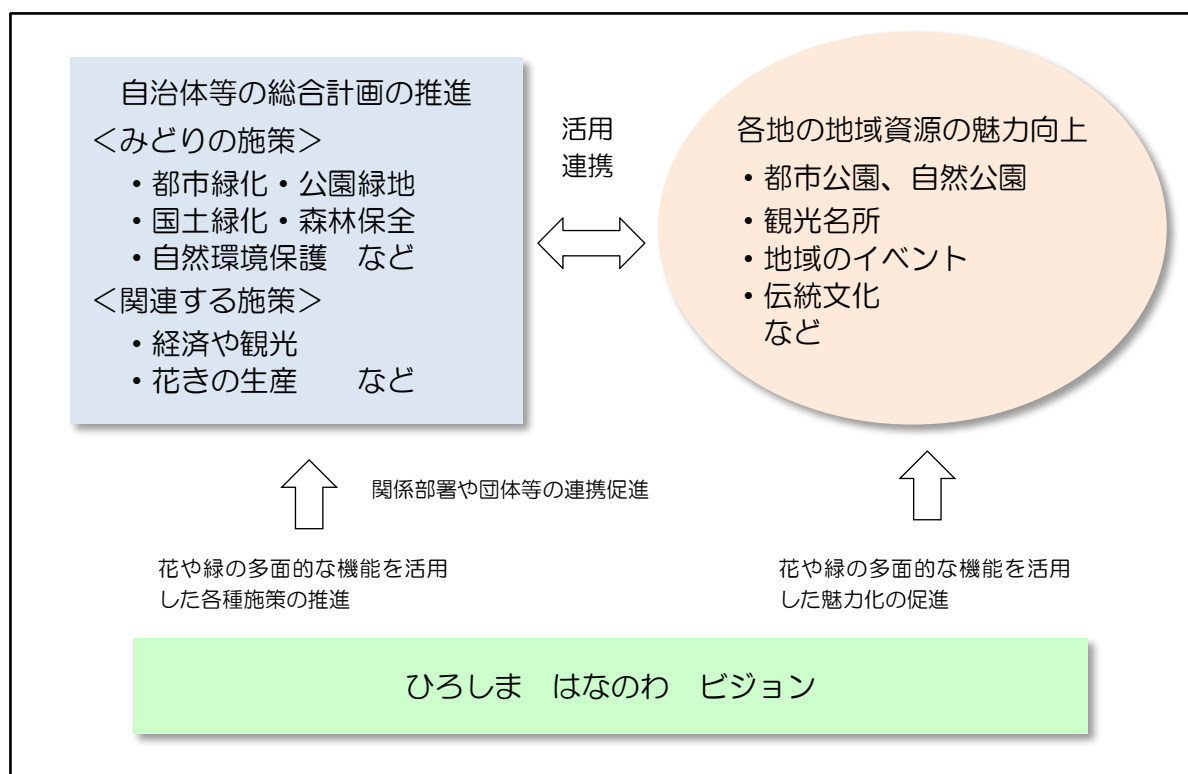 自治体等の総合計画の推進
＜みどりの施策＞
・都市緑化・公園緑地
・国土緑化・森林保全
・自然環境保護　など
＜関連する施策＞
・経済や観光
・花きの生産　　など
活用
連携
各地の地域資源の魅力向上
・都市公園、自然公園
・観光名所
・地域のイベント
・伝統文化
など
関係部署や団体等の連携促進
花や緑の多面的な機能を活用
した各種施策の推進
花や緑の多面的な機能を活用
した魅力化の促進
ひろしま　はなのわ　ビジョン